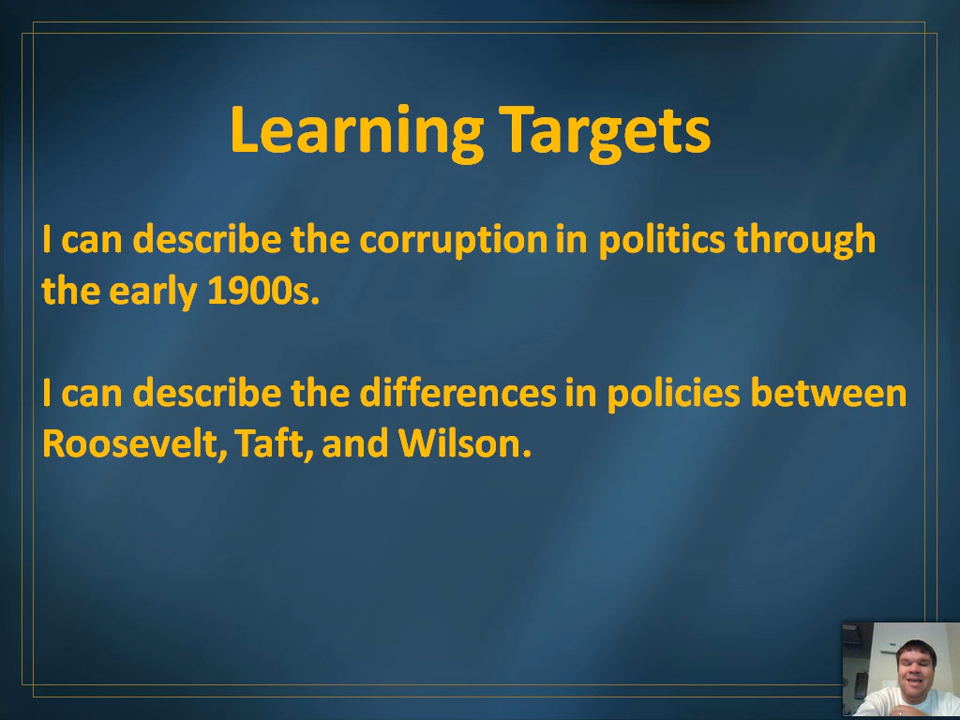 Learning Targets
I can describe the corruption in politics through
the early 1900s.
I can describe the differences in policies between
Roosevelt, Taft, and Wilson.